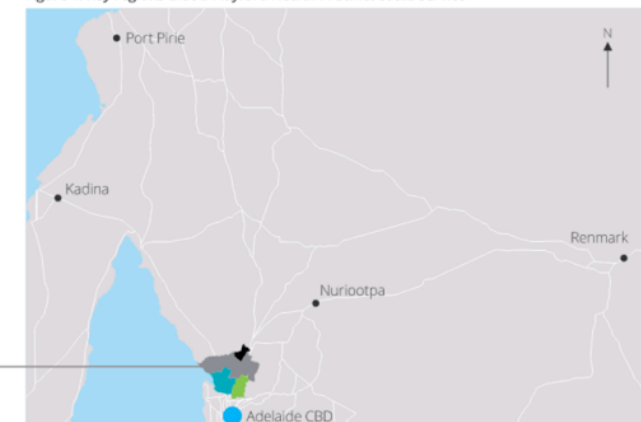 Port Pirie
N
Kadina
Renmark
Nuriootpa
Adelaide CBD